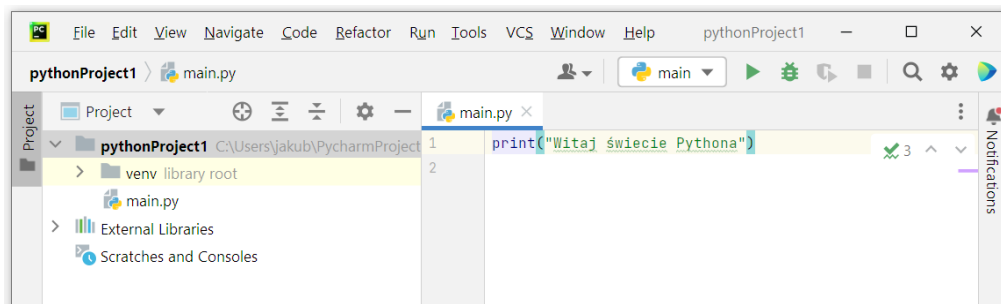 PC
File Edit View Navigate Code Refactor Run Tools VCS Window Help pythonProject1
pythonProject1 main.py main
Project
Project
main.py
pythonProject1 C:\Users\jakub\PycharmProject
venv library root
main.py
External Libraries
Scratches and Consoles
1 print("Witaj świecie Pythona")
2
3
Notifications